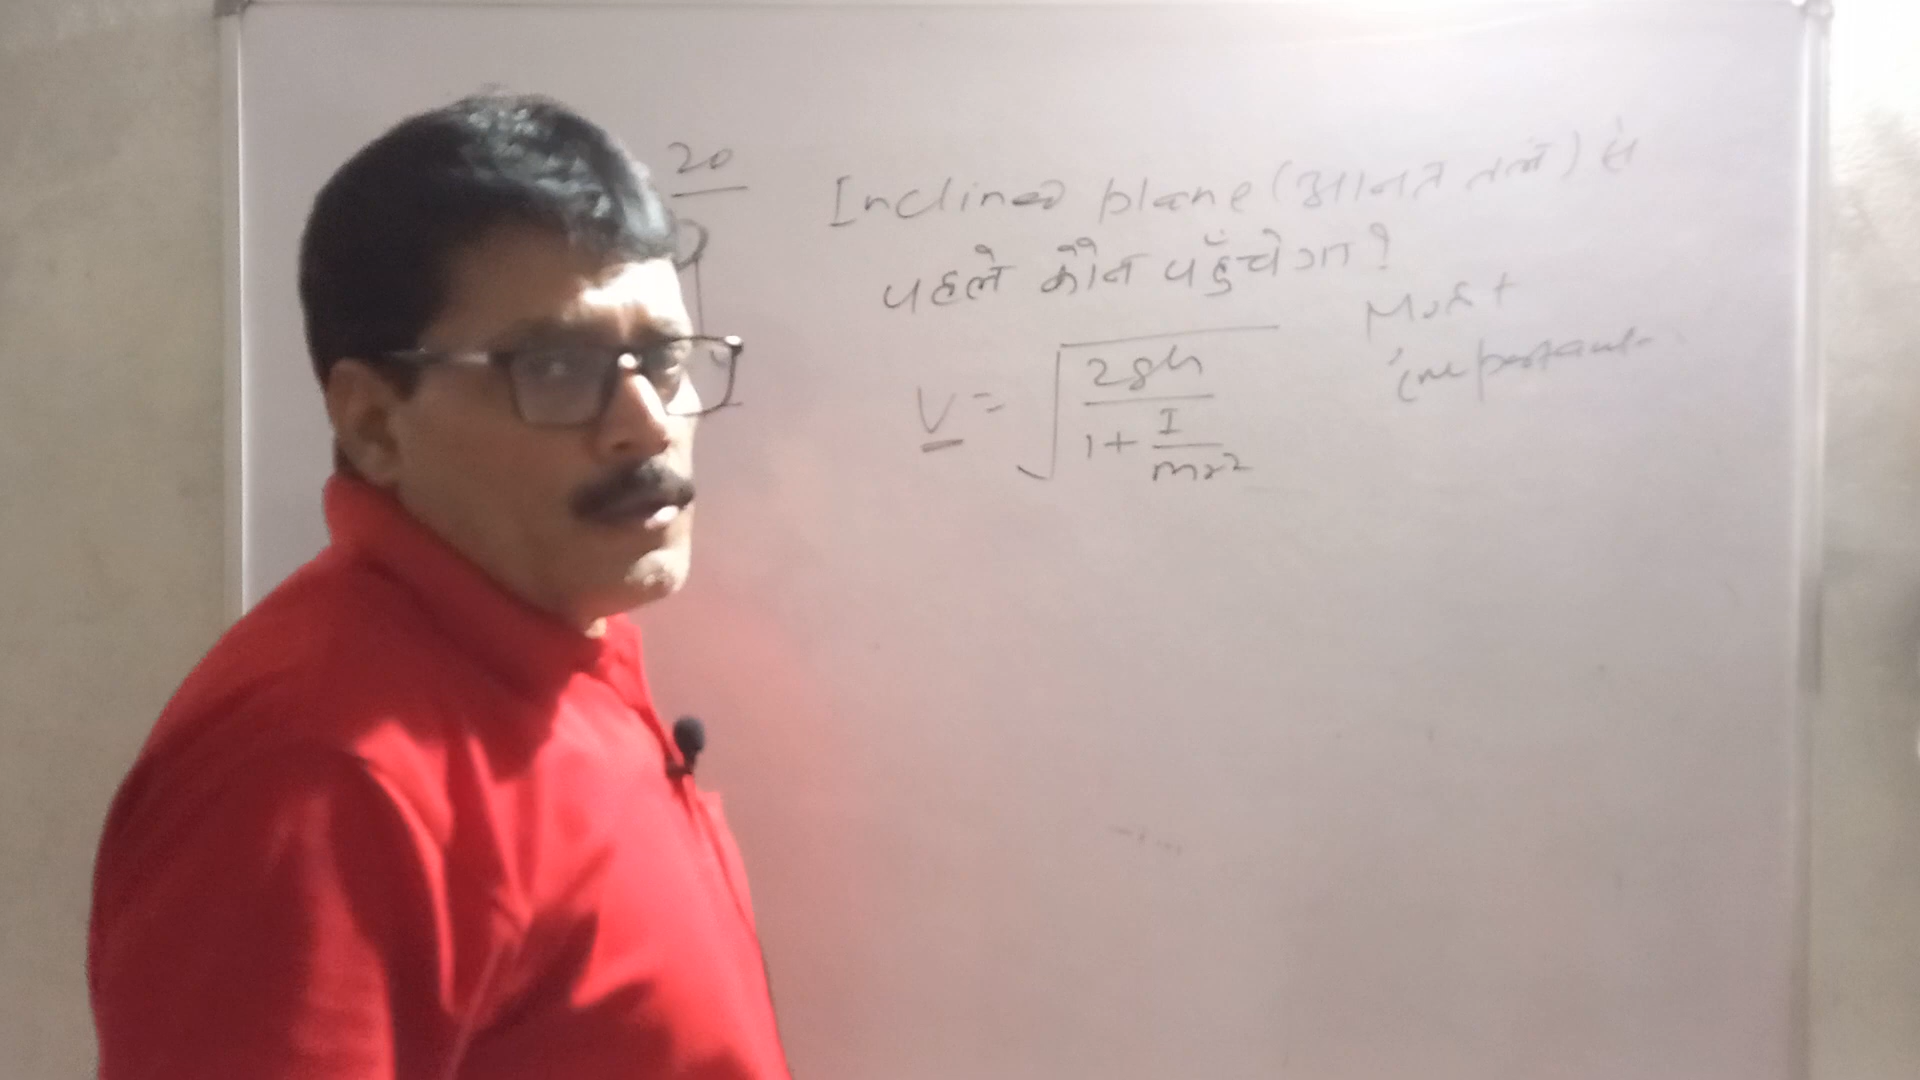 20
Inclined plane (आनत तल) से
पहले कौन पहुँचेगा?
Most
important
V = √(2gh / (1 + I/mr²))